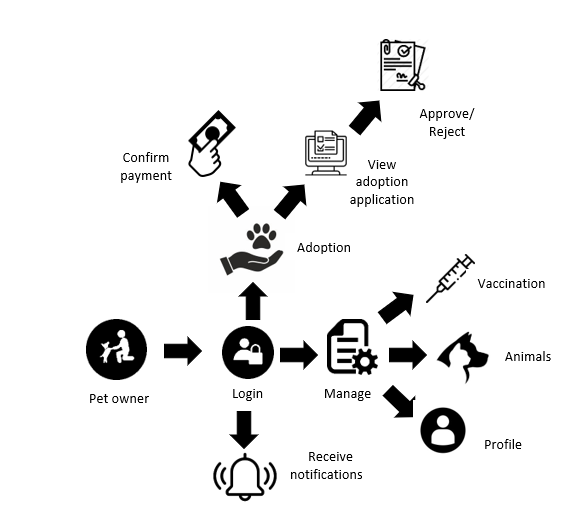 Approve/
Reject
Confirm
payment
View
adoption
application
Adoption
Vaccination
Animals
Pet owner
Login
Manage
Profile
Receive
notifications